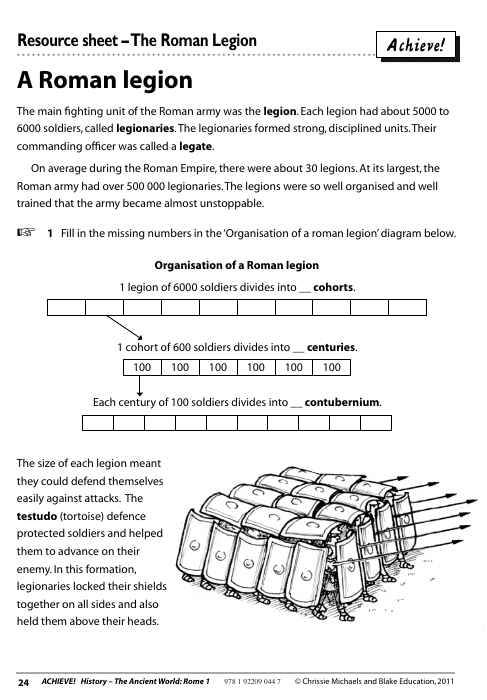 Resource sheet – The Roman Legion
Achieve!
A Roman legion
The main fighting unit of the Roman army was the legion. Each legion had about 5000 to
6000 soldiers, called legionaries. The legionaries formed strong, disciplined units. Their
commanding officer was called a legate.
On average during the Roman Empire, there were about 30 legions. At its largest, the
Roman army had over 500 000 legionaries. The legions were so well organised and well
trained that the army became almost unstoppable.
1 Fill in the missing numbers in the 'Organisation of a roman legion' diagram below.
Organisation of a Roman legion
1 legion of 6000 soldiers divides into __ cohorts.
1 cohort of 600 soldiers divides into __ centuries.
100 100 100 100 100 100
Each century of 100 soldiers divides into __ contubernium.
The size of each legion meant
they could defend themselves
easily against attacks. The
testudo (tortoise) defence
protected soldiers and helped
them to advance on their
enemy. In this formation,
legionaries locked their shields
together on all sides and also
held them above their heads.
24 ACHIEVE! History – The Ancient World: Rome 1 978 1 92209 044 7 © Chrissie Michaels and Blake Education, 2011